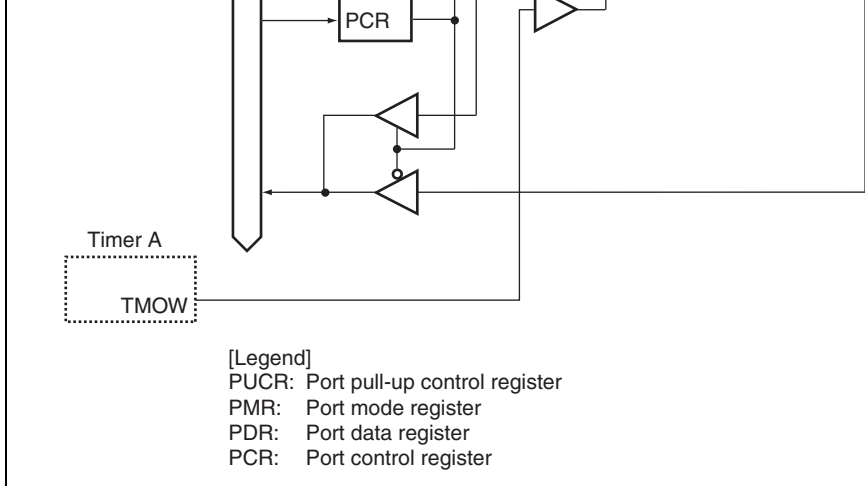 PCR
Timer A
TMOW
[Legend]
PUCR: Port pull-up control register
PMR: Port mode register
PDR: Port data register
PCR: Port control register